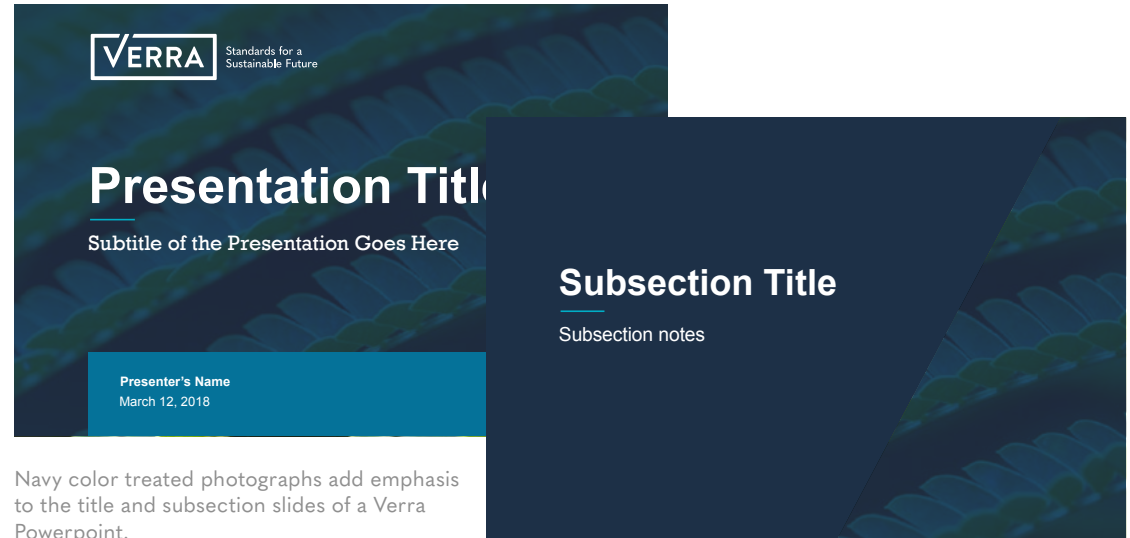 VERRA
Standards for a
Sustainable Future
Presentation Title
Subtitle of the Presentation Goes Here
Presenter's Name
March 12, 2018
Subsection Title
Subsection notes
Navy color treated photographs add emphasis
to the title and subsection slides of a Verra
Powerpoint.